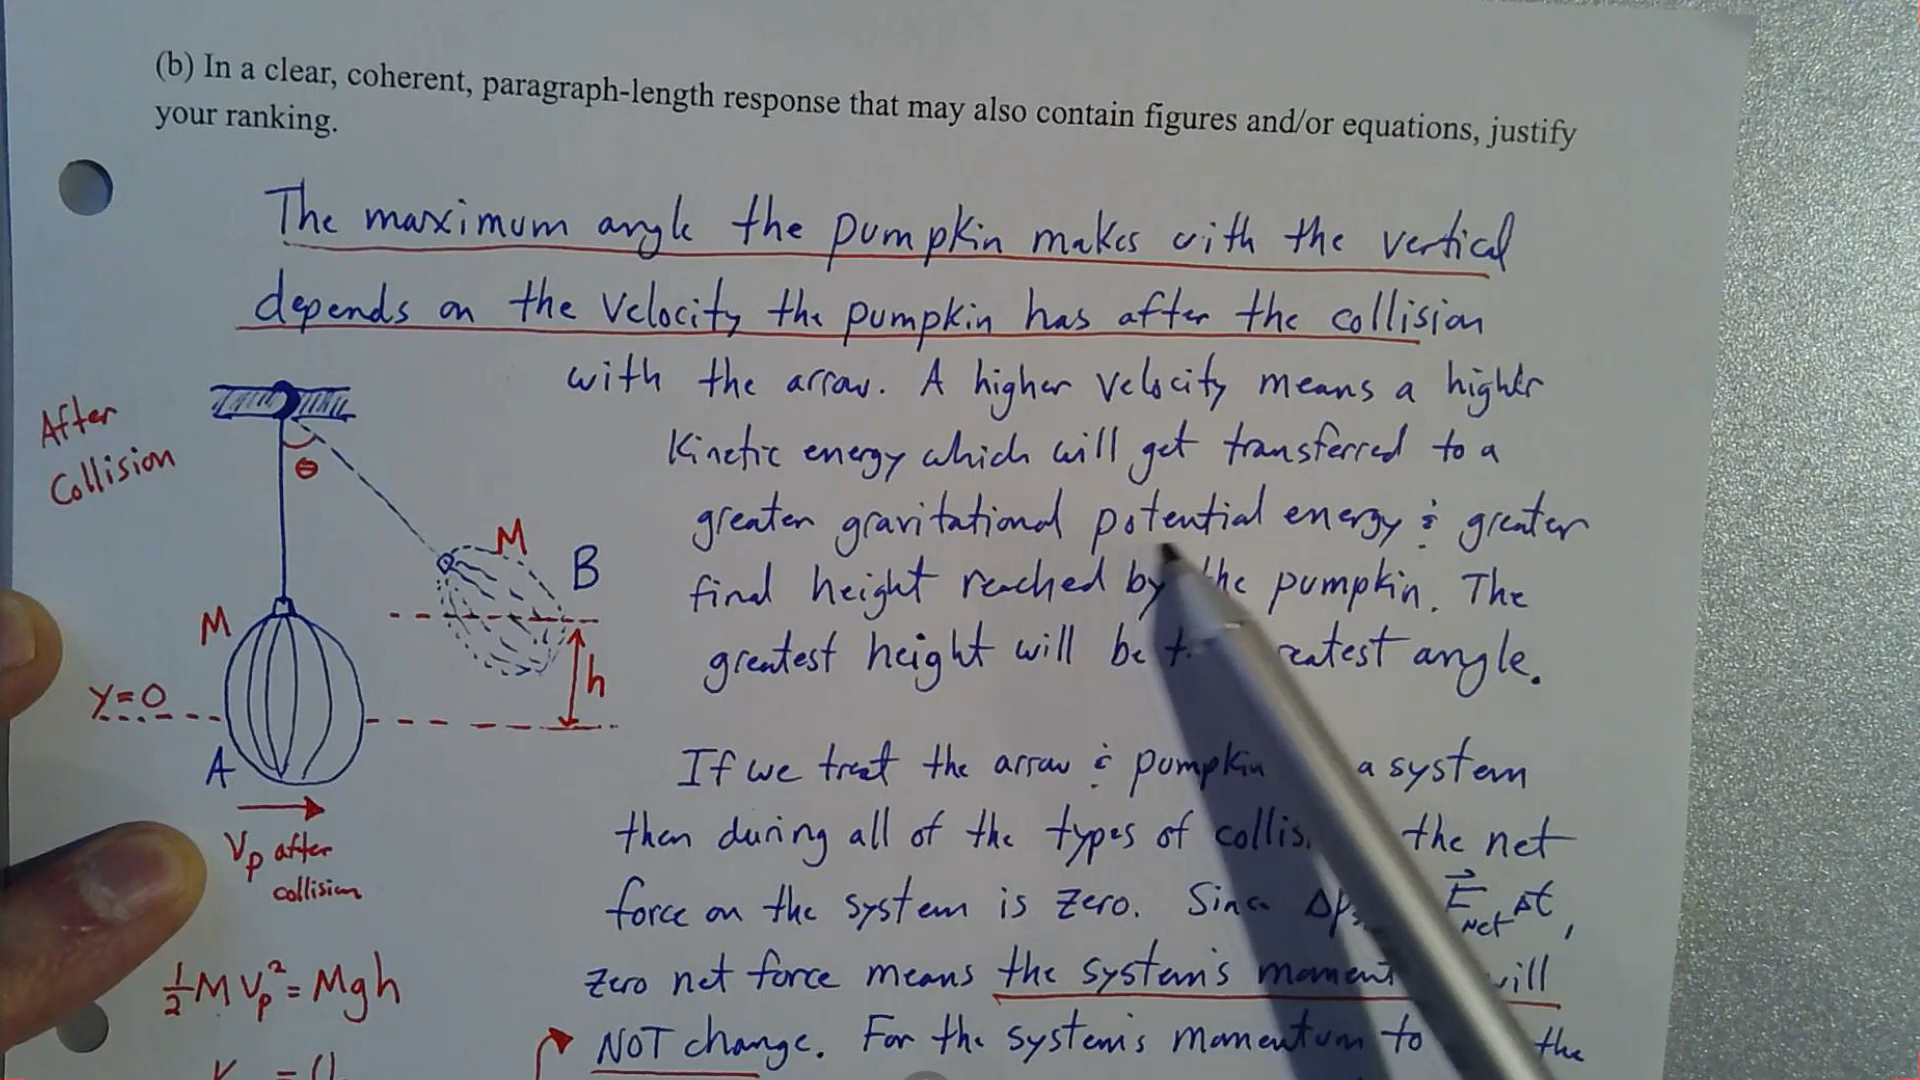 (b) In a clear, coherent, paragraph-length response that may also contain figures and/or equations, justify
your ranking.
The maximum angle the pumpkin makes with the vertical
depends on the velocity the pumpkin has after the collision
with the arrow. A higher velocity means a higher
Kinetic energy which will get transferred to a
greater gravitational potential energy & greater
final height reached by the pumpkin. The
greatest height will be angle.
If we treat the arrow & pumpkin a system
then during all of the types of the net
force on the system is zero. Since Net Δt,
zero net force means the system's
NOT change. For the system's momentum to the
After
Collision
θ
M
B
M
h
Y=0
A
Vp after
collision
½MVp²=Mgh